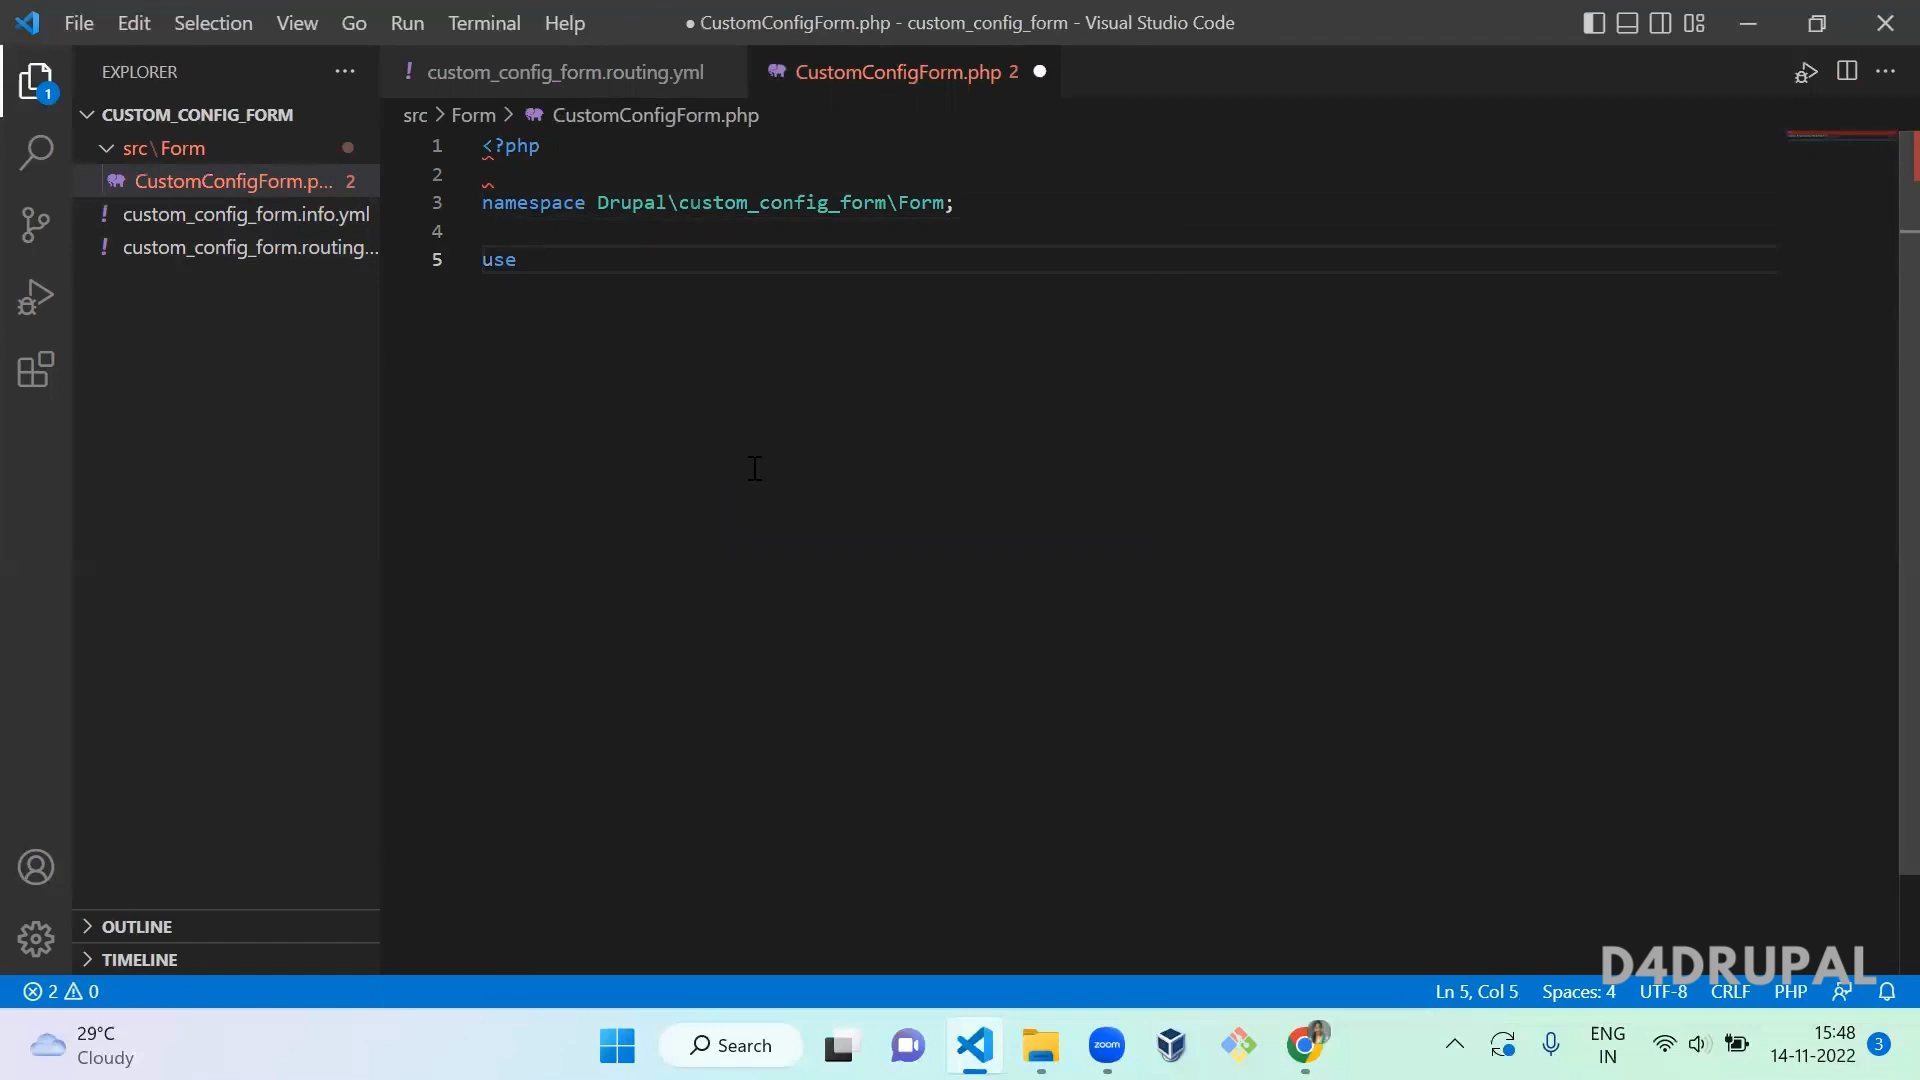 File Edit Selection View Go Run Terminal Help
● CustomConfigForm.php - custom_config_form - Visual Studio Code
EXPLORER
! custom_config_form.routing.yml
CustomConfigForm.php 2
1
CUSTOM_CONFIG_FORM
src > Form > CustomConfigForm.php
src\Form
CustomConfigForm.p... 2
! custom_config_form.info.yml
! custom_config_form.routing...
1 <?php
2
3 namespace Drupal\custom_config_form\Form;
4
5 use
OUTLINE
TIMELINE
D4DRUPAL
2 0
Ln 5, Col 5 Spaces: 4 UTF-8 CRLF PHP
29°C
Cloudy
Search
zoom
ENG
IN
15:48
14-11-2022
3